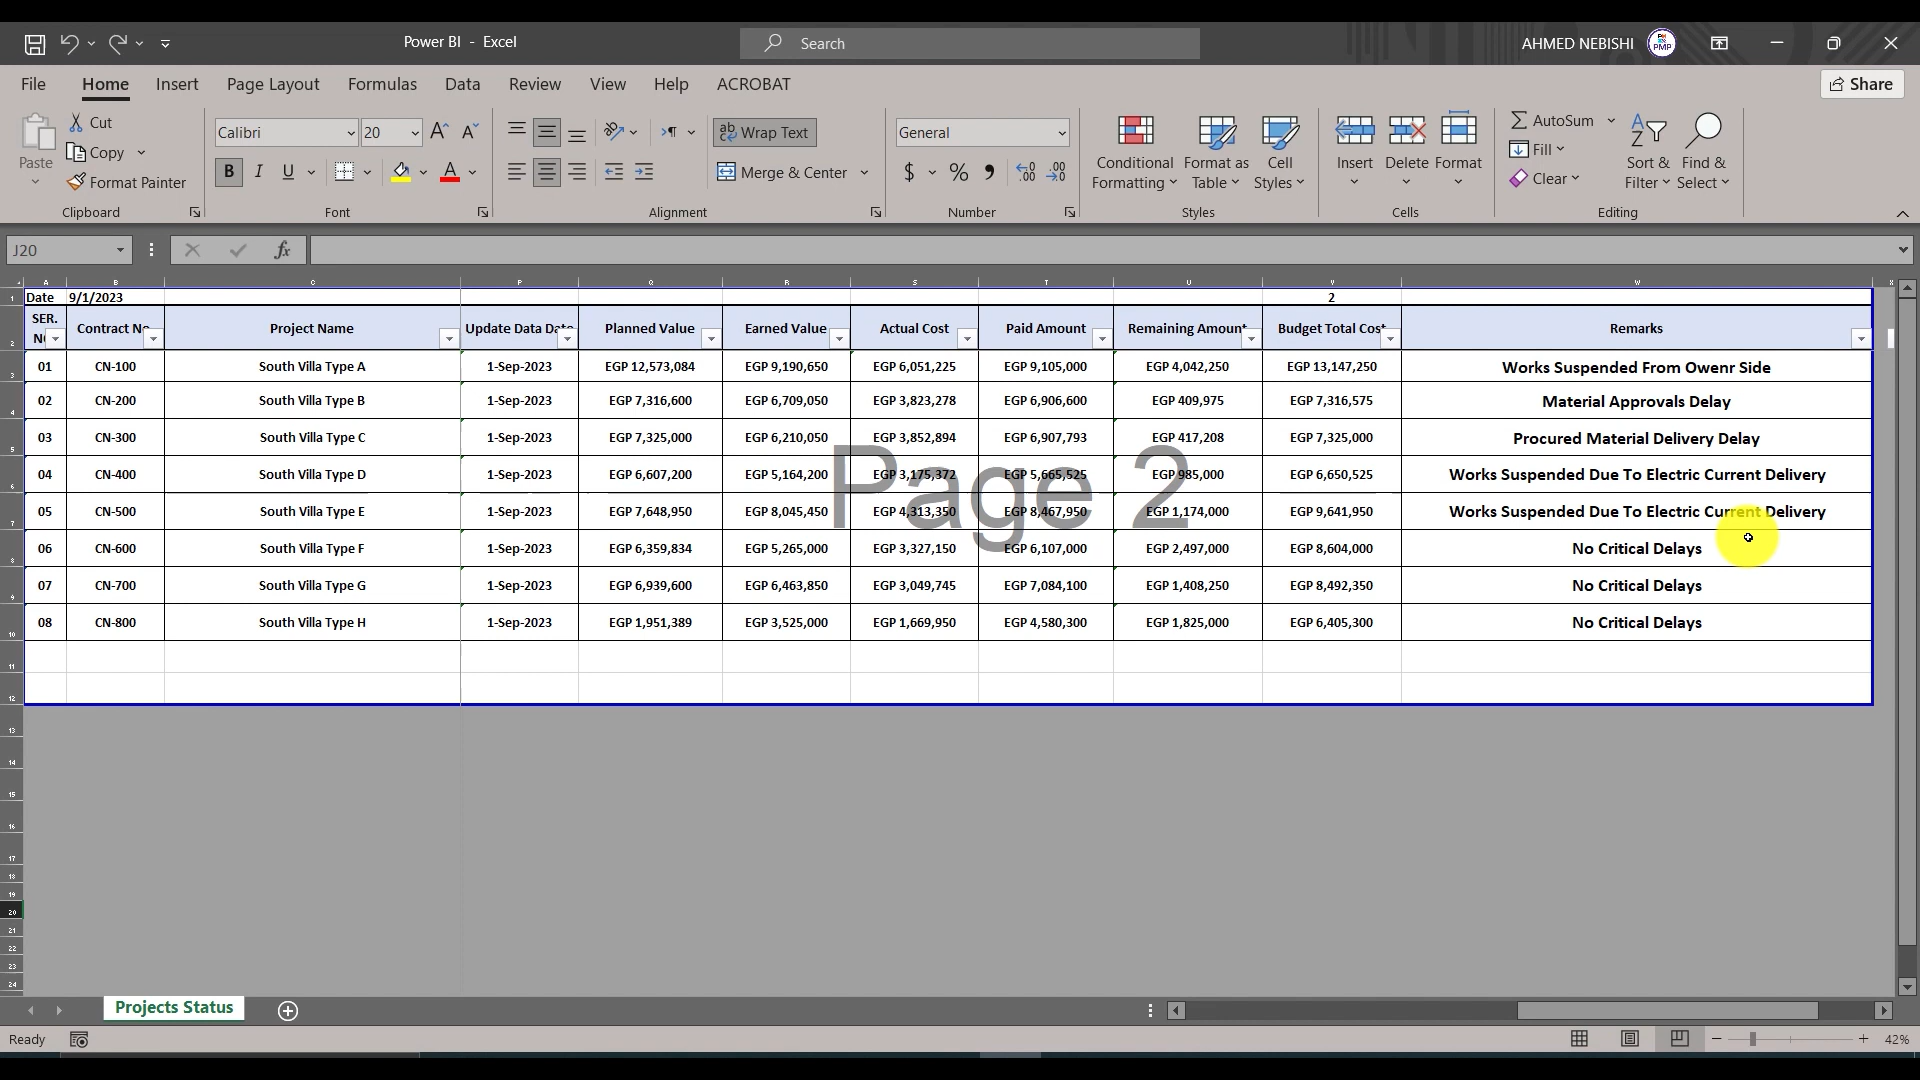 Power BI - Excel
Search
AHMED NEBISHI
File Home Insert Page Layout Formulas Data Review View Help ACROBAT
Share
Paste
Cut
Copy
Format Painter
Clipboard
Calibri 20
B I U
Font
Wrap Text
Merge & Center
Alignment
General
$ % ,
Number
Conditional Formatting
Format as Table
Cell Styles
Styles
Insert Delete Format
Cells
AutoSum
Fill
Clear
Sort & Filter
Find & Select
Editing
J20
fx
Date 9/1/2023 2
SER. Contract No Project Name Update Data Date Planned Value Earned Value Actual Cost Paid Amount Remaining Amount Budget Total Cost Remarks
01 CN-100 South Villa Type A 1-Sep-2023 EGP 12,573,084 EGP 9,190,650 EGP 6,051,225 EGP 9,105,000 EGP 4,042,250 EGP 13,147,250 Works Suspended From Owenr Side
02 CN-200 South Villa Type B 1-Sep-2023 EGP 7,316,600 EGP 6,709,050 EGP 3,823,278 EGP 6,906,600 EGP 409,975 EGP 7,316,575 Material Approvals Delay
03 CN-300 South Villa Type C 1-Sep-2023 EGP 7,325,000 EGP 6,210,050 EGP 3,852,894 EGP 6,907,793 EGP 417,208 EGP 7,325,000 Procured Material Delivery Delay
04 CN-400 South Villa Type D 1-Sep-2023 EGP 6,607,200 EGP 5,164,200 EGP 3,175,372 EGP 5,665,525 EGP 985,000 EGP 6,650,525 Works Suspended Due To Electric Current Delivery
Page 2
05 CN-500 South Villa Type E 1-Sep-2023 EGP 7,648,950 EGP 8,045,450 EGP 4,313,350 EGP 8,467,950 EGP 1,174,000 EGP 9,641,950 Works Suspended Due To Electric Current Delivery
06 CN-600 South Villa Type F 1-Sep-2023 EGP 6,359,834 EGP 5,265,000 EGP 3,327,150 EGP 6,107,000 EGP 2,497,000 EGP 8,604,000 No Critical Delays
07 CN-700 South Villa Type G 1-Sep-2023 EGP 6,939,600 EGP 6,463,850 EGP 3,049,745 EGP 7,084,100 EGP 1,408,250 EGP 8,492,350 No Critical Delays
08 CN-800 South Villa Type H 1-Sep-2023 EGP 1,951,389 EGP 3,525,000 EGP 1,669,950 EGP 4,580,300 EGP 1,825,000 EGP 6,405,300 No Critical Delays
Projects Status
Ready
42%